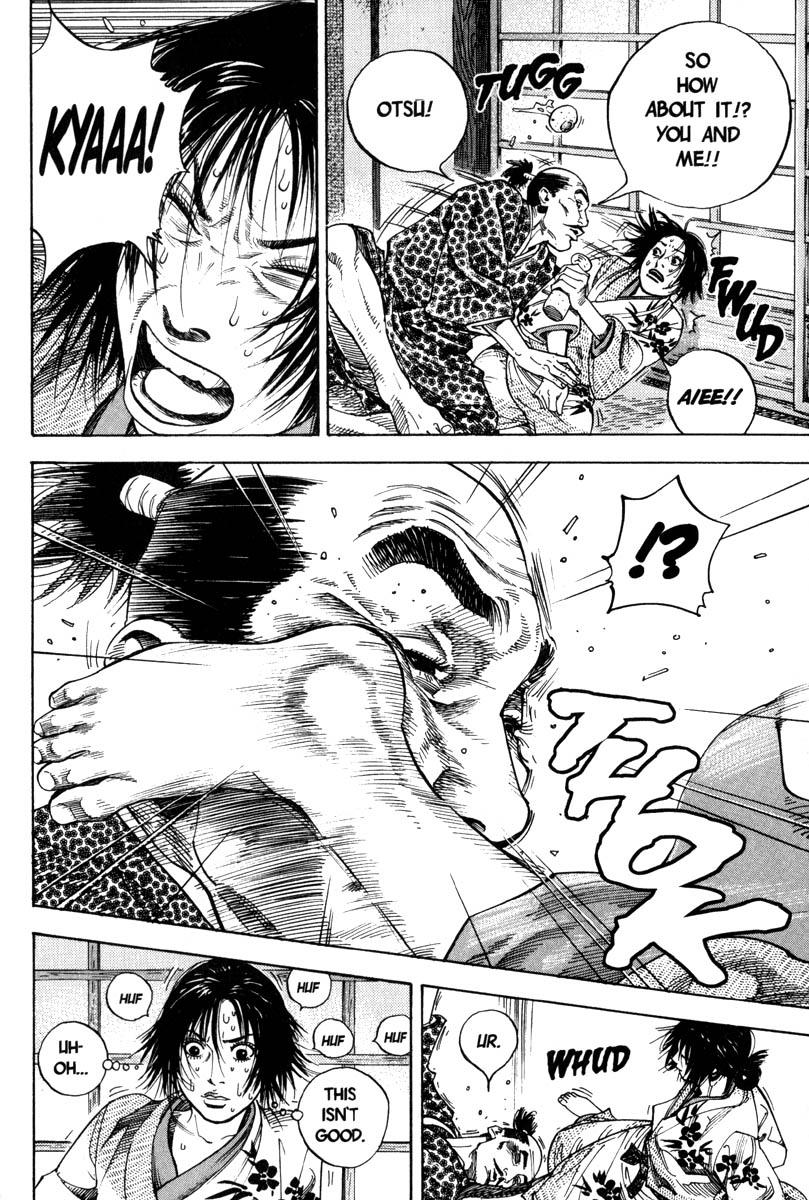 KYAAA!
OTSU!
TUGG
SO
HOW
ABOUT IT!?
YOU AND
ME!!
FWUD
AIEE!!
!?
THOK
HUF
HUF
HUF
HUF
UH-
OH...
THIS
ISN'T
GOOD.
UR.
WHUD